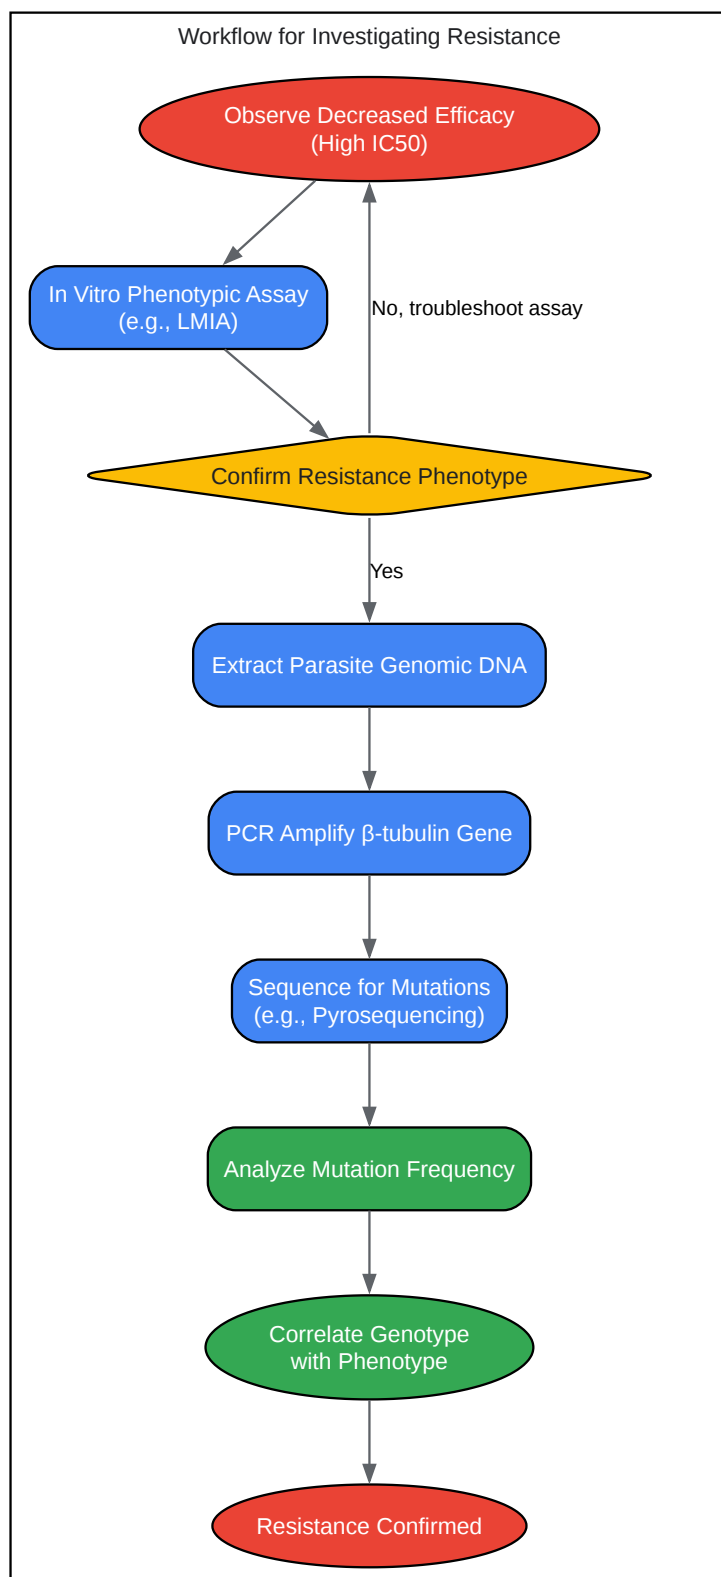 Workflow for Investigating Resistance
Observe Decreased Efficacy
(High IC50)
In Vitro Phenotypic Assay
(e.g., LMIA)
No, troubleshoot assay
Confirm Resistance Phenotype
Yes
Extract Parasite Genomic DNA
PCR Amplify β-tubulin Gene
Sequence for Mutations
(e.g., Pyrosequencing)
Analyze Mutation Frequency
Correlate Genotype
with Phenotype
Resistance Confirmed